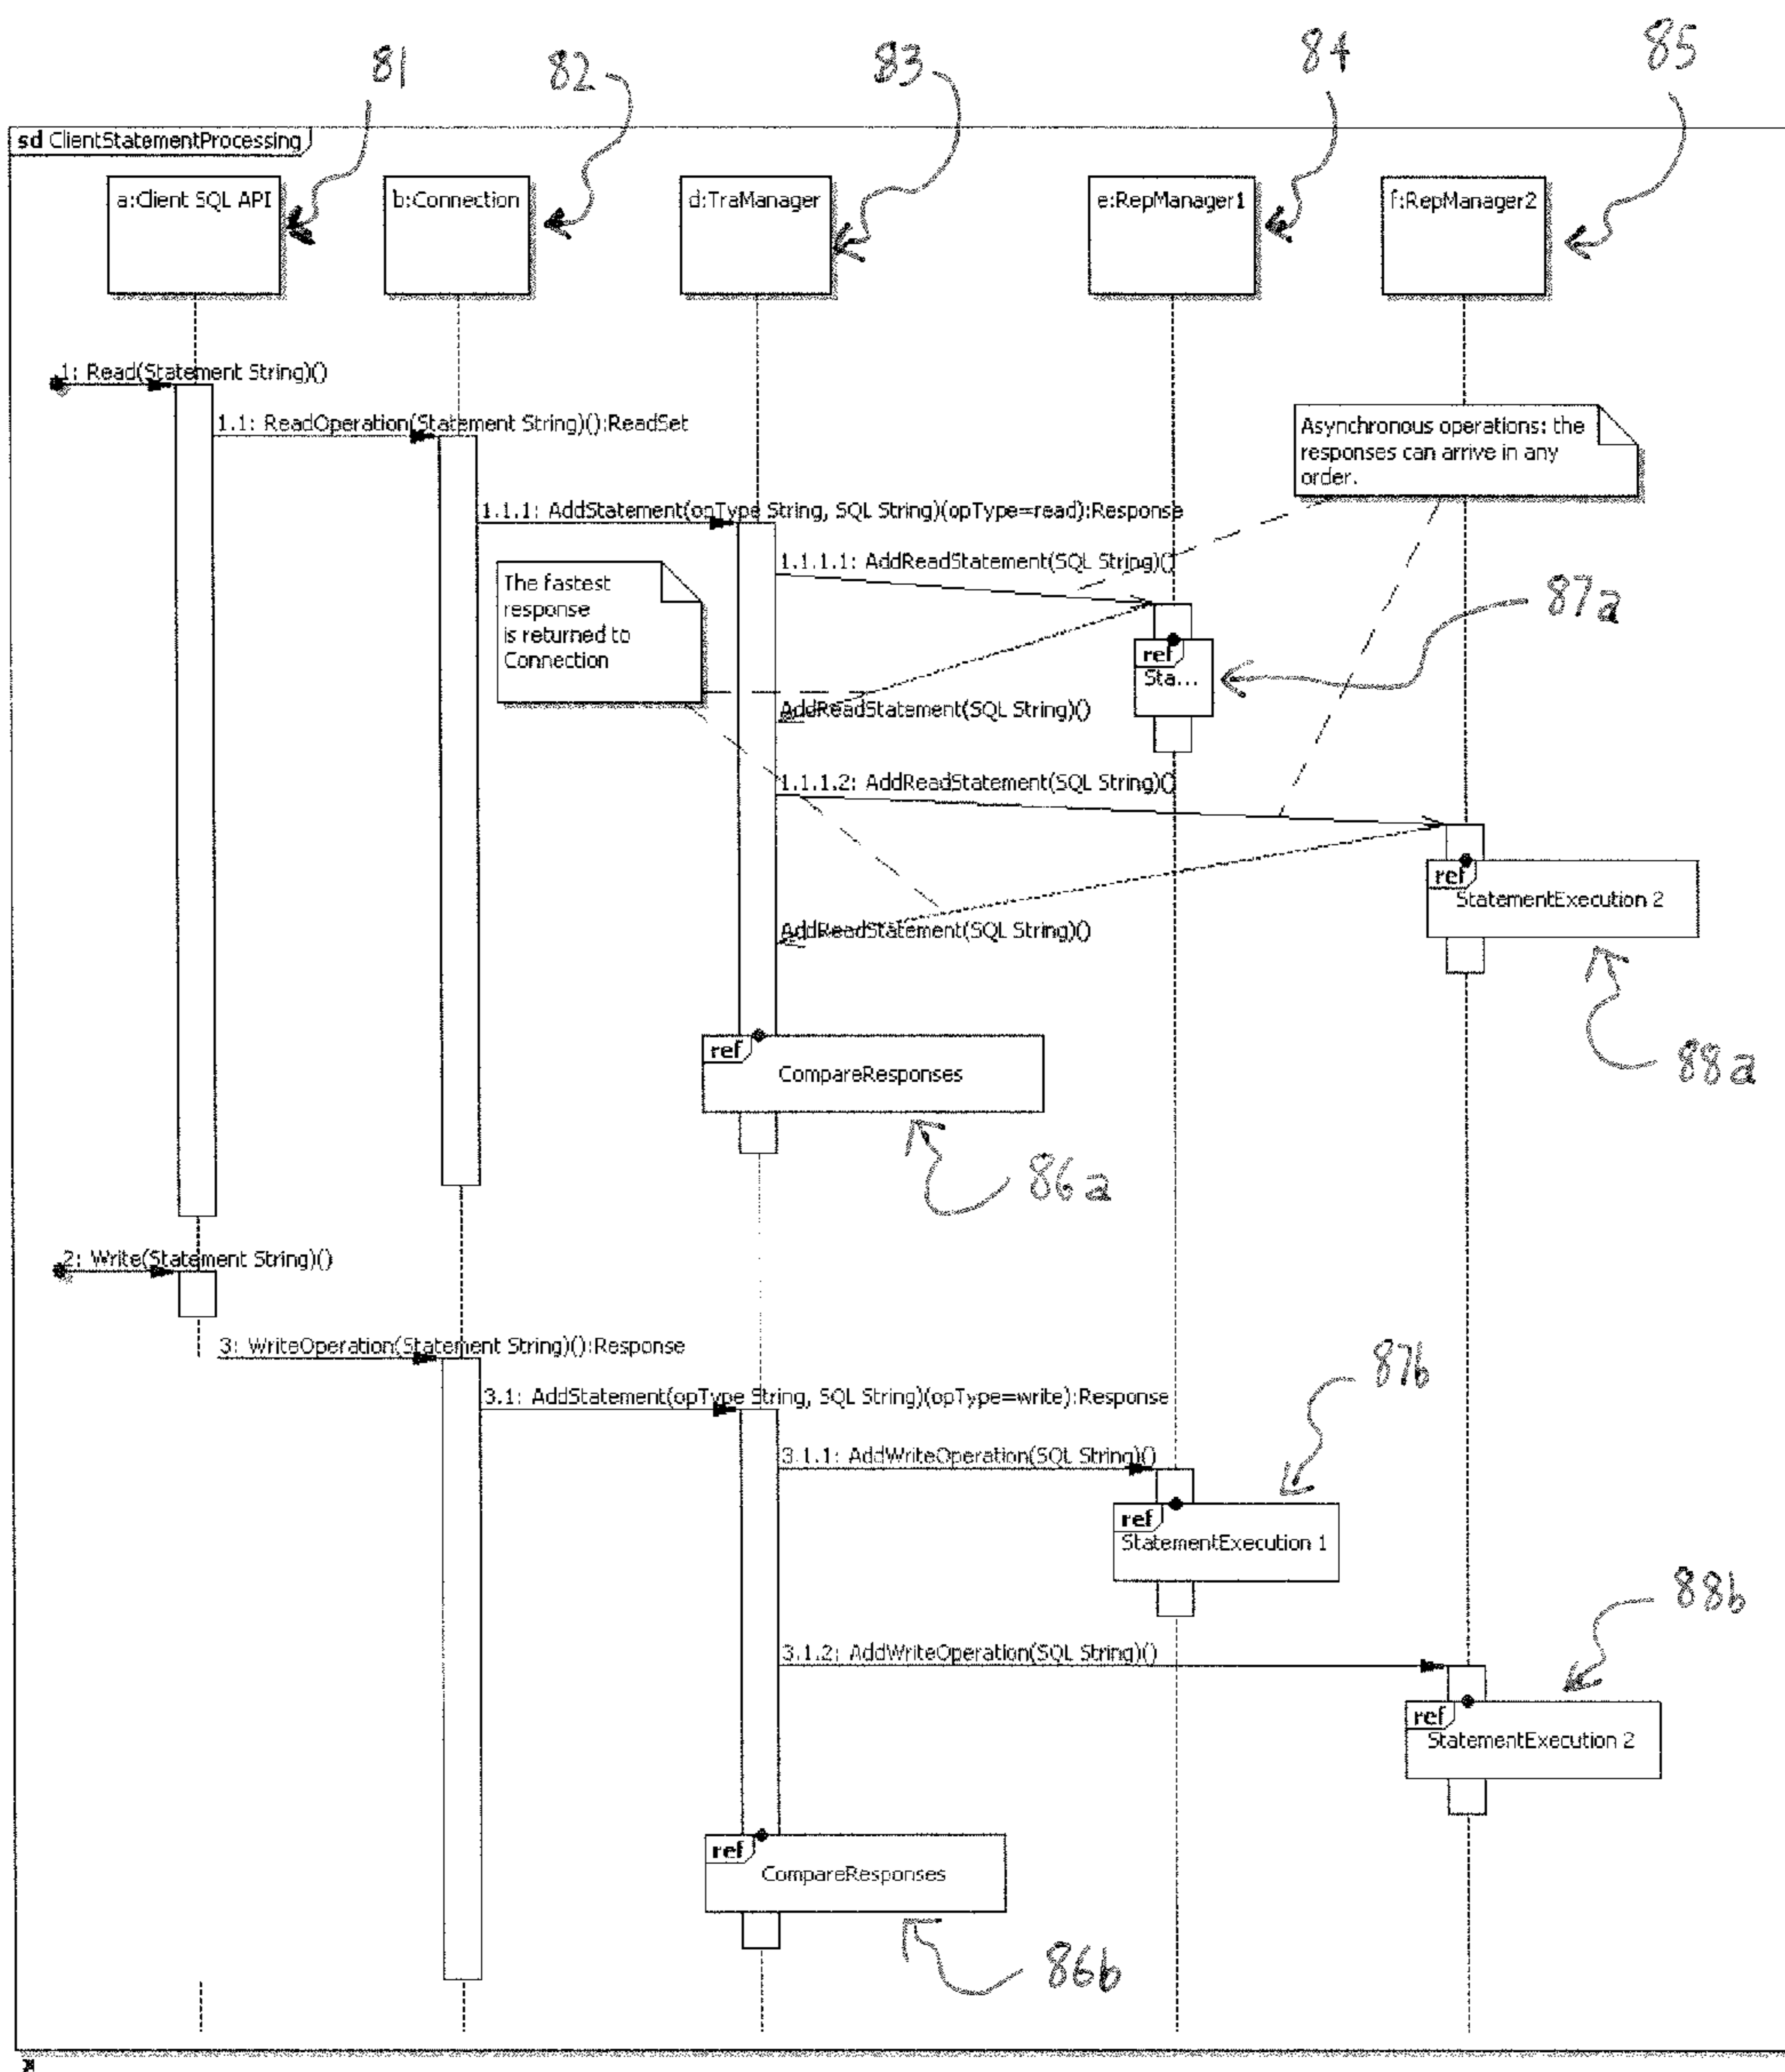 81
82
83
84
85
sd ClientStatementProcessing
a:Client SQL API
b:Connection
d:TraManager
e:RepManager1
f:RepManager2
1: Read(Statement String)()
1.1: ReadOperation(Statement String)():ReadSet
Asynchronous operations: the
responses can arrive in any
order.
1.1.1: AddStatement(opType String, SQL String)(opType=read):Response
1.1.1.1: AddReadStatement(SQL String)()
The fastest
response
is returned to
Connection
87a
ref
Sta...
AddReadStatement(SQL String)()
1.1.1.2: AddReadStatement(SQL String)()
ref
StatementExecution 2
AddReadStatement(SQL String)()
88a
ref
CompareResponses
86a
2: Write(Statement String)()
3: WriteOperation(Statement String)():Response
87b
3.1: AddStatement(opType String, SQL String)(opType=write):Response
3.1.1: AddWriteOperation(SQL String)()
ref
StatementExecution 1
88b
3.1.2: AddWriteOperation(SQL String)()
ref
StatementExecution 2
ref
CompareResponses
86b